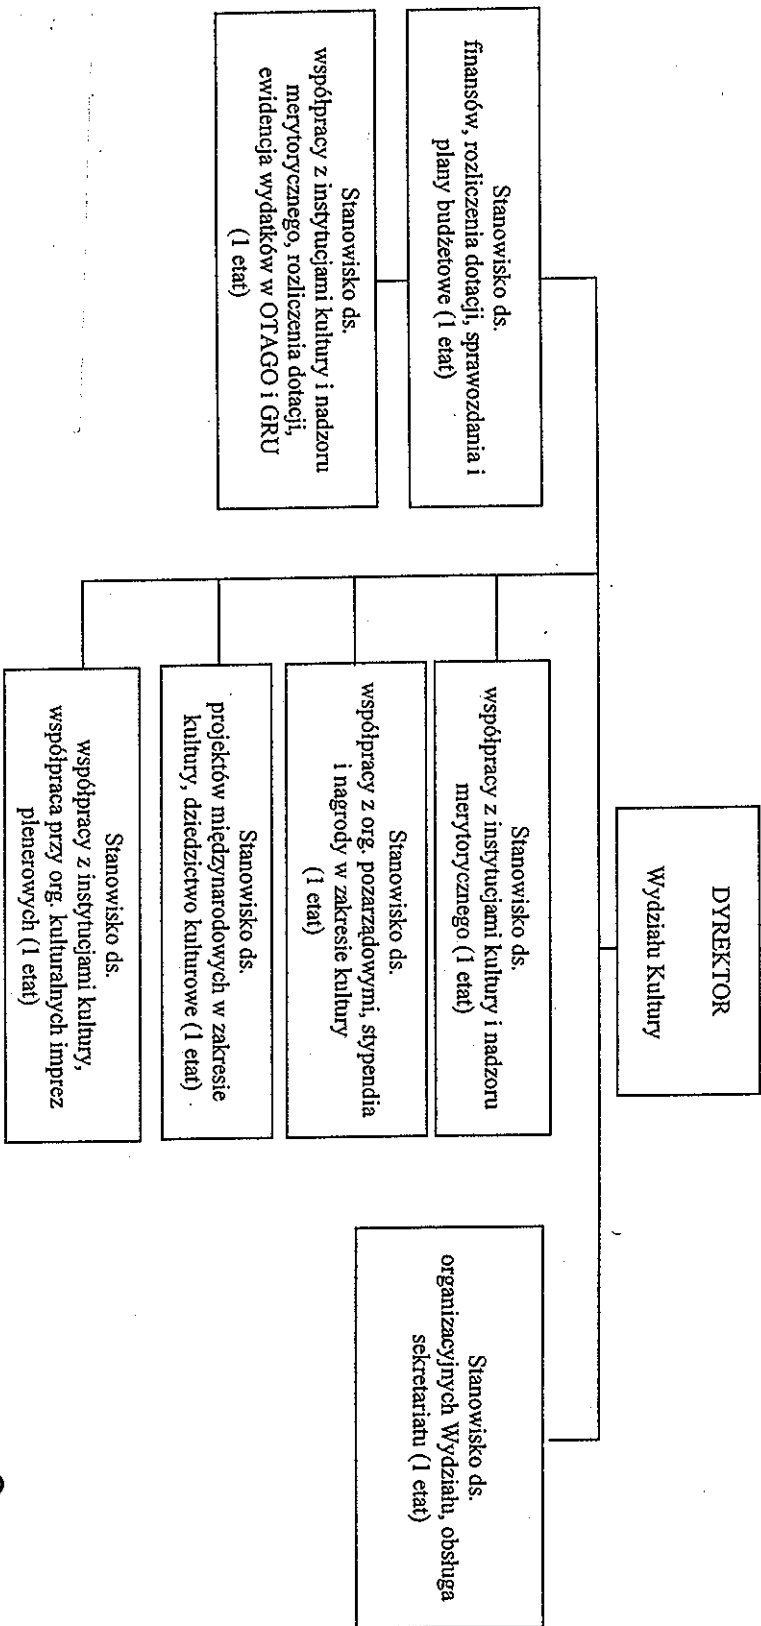 DYREKTOR
Wydziału Kultury
Stanowisko ds.
finansów, rozliczenia dotacji, sprawozdania i
plany budżetowe (1 etat)
Stanowisko ds.
współpracy z instytucjami kultury i nadzoru
merytorycznego, rozliczenia dotacji,
ewidencja wydatków w OTAGO i GRU
(1 etat)
Stanowisko ds.
współpracy z instytucjami kultury i nadzoru
merytorycznego (1 etat)
Stanowisko ds.
współpracy z org. pozarządowymi, stypendia
i nagrody w zakresie kultury
(1 etat)
Stanowisko ds.
projektów międzynarodowych w zakresie
kultury, dziedzictwo kulturowe (1 etat)
Stanowisko ds.
współpracy z instytucjami kultury,
współpraca przy org. kulturalnych imprez
plenerowych (1 etat)
Stanowisko ds.
organizacyjnych Wydziału, obsługa
sekretariatu (1 etat)